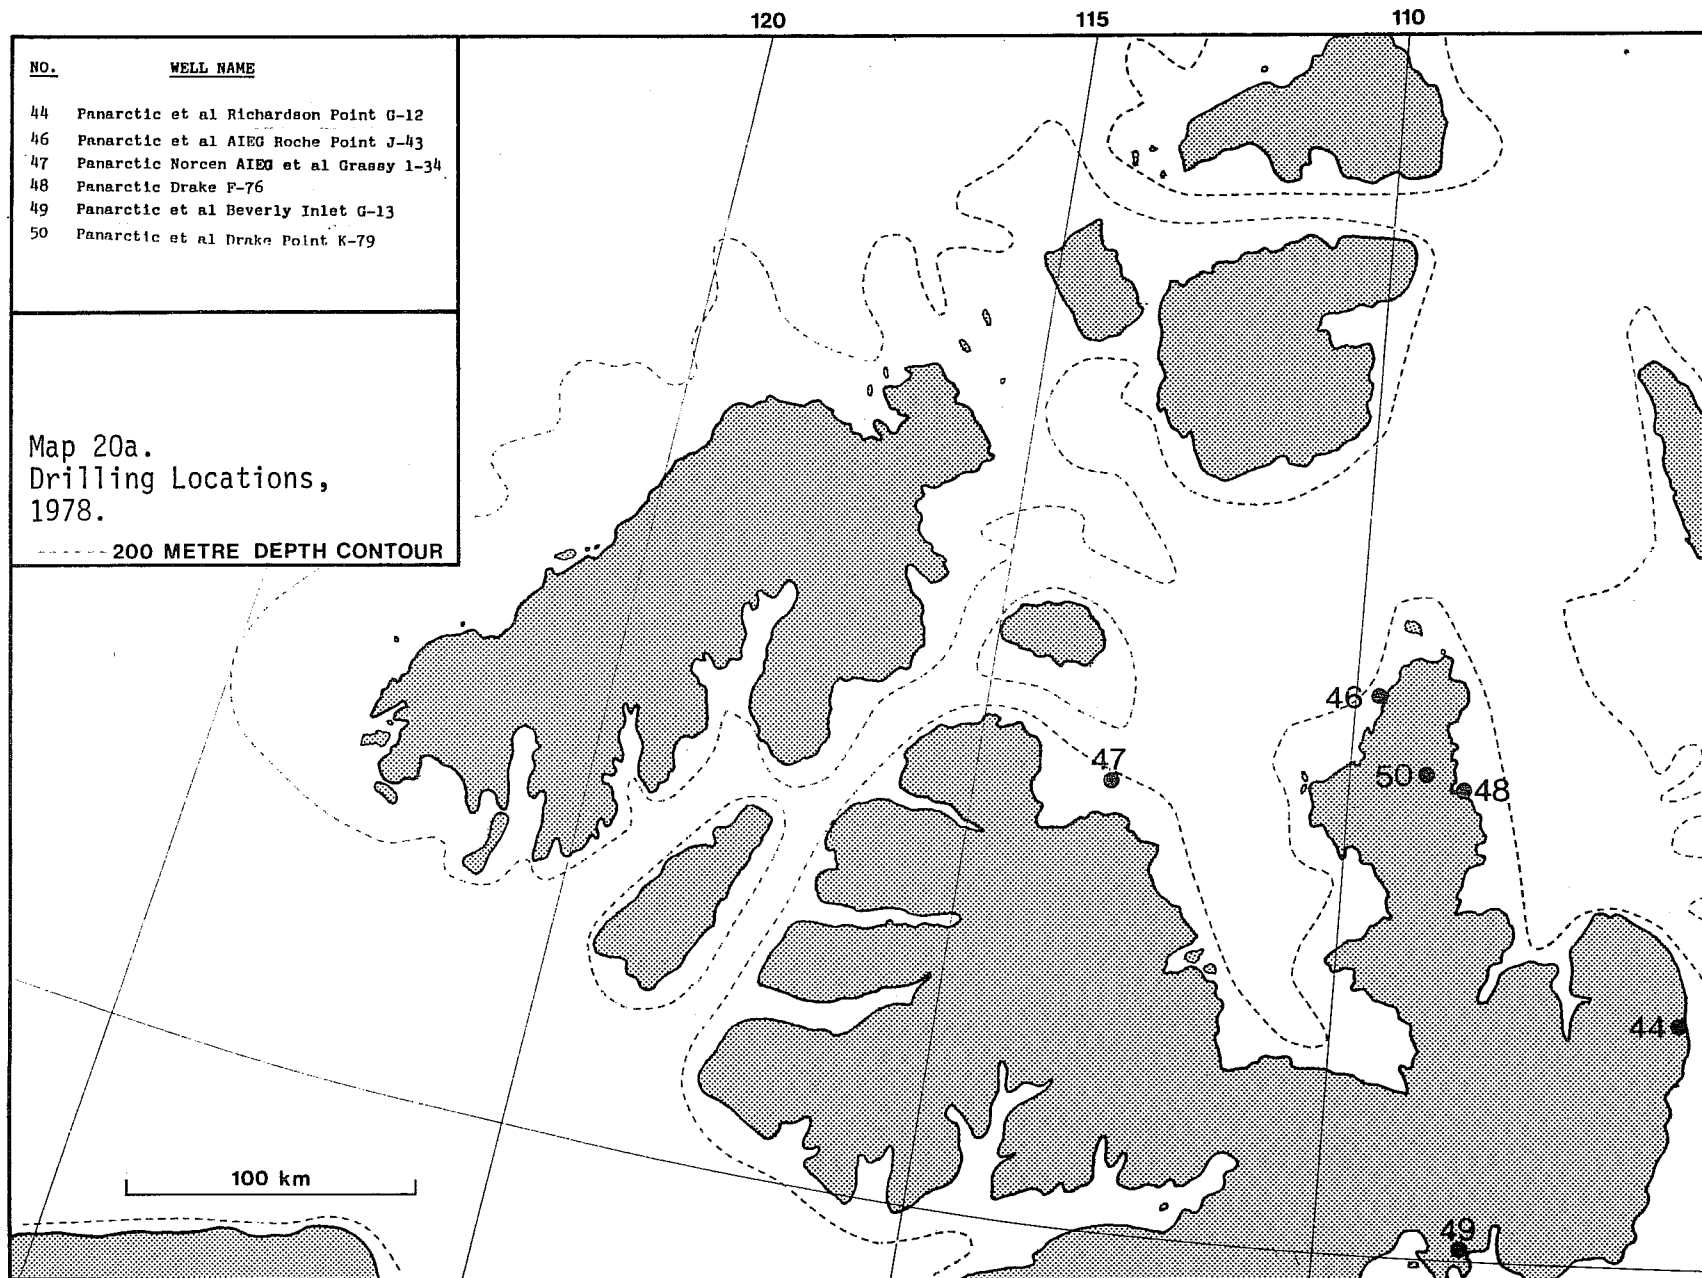 120 115 110
NO. WELL NAME
44 Panarctic et al Richardson Point G-12
46 Panarctic et al AIEG Roche Point J-43
47 Panarctic Norcen AIEG et al Grassy 1-34
48 Panarctic Drake F-76
49 Panarctic et al Beverly Inlet G-13
50 Panarctic et al Drake Point K-79
Map 20a.
Drilling Locations,
1978.
200 METRE DEPTH CONTOUR
46
47
50
48
44
100 km
49